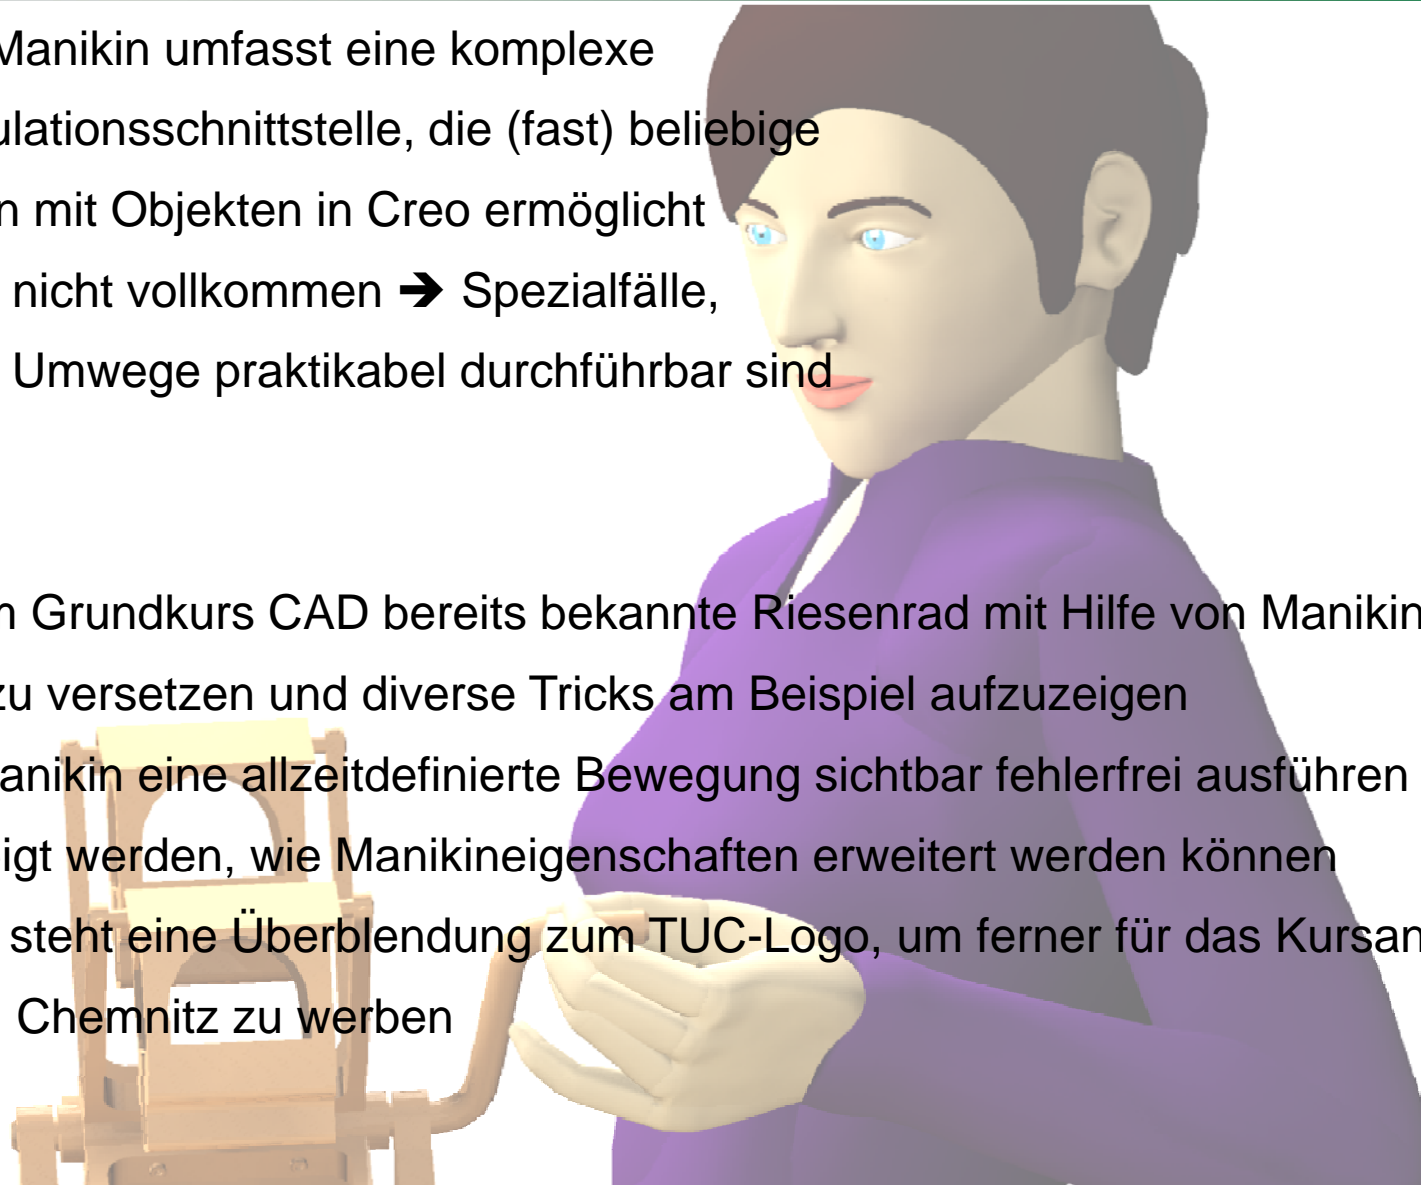 Manikin umfasst eine komplexe
ulationsschnittstelle, die (fast) beliebige
n mit Objekten in Creo ermöglicht
nicht vollkommen ➔ Spezialfälle,
Umwege praktikabel durchführbar sind
n Grundkurs CAD bereits bekannte Riesenrad mit Hilfe von Manikin
zu versetzen und diverse Tricks am Beispiel aufzuzeigen
anikin eine allzeitdefinierte Bewegung sichtbar fehlerfrei ausführen
igt werden, wie Manikineigenschaften erweitert werden können
steht eine Überblendung zum TUC-Logo, um ferner für das Kursan
Chemnitz zu werben